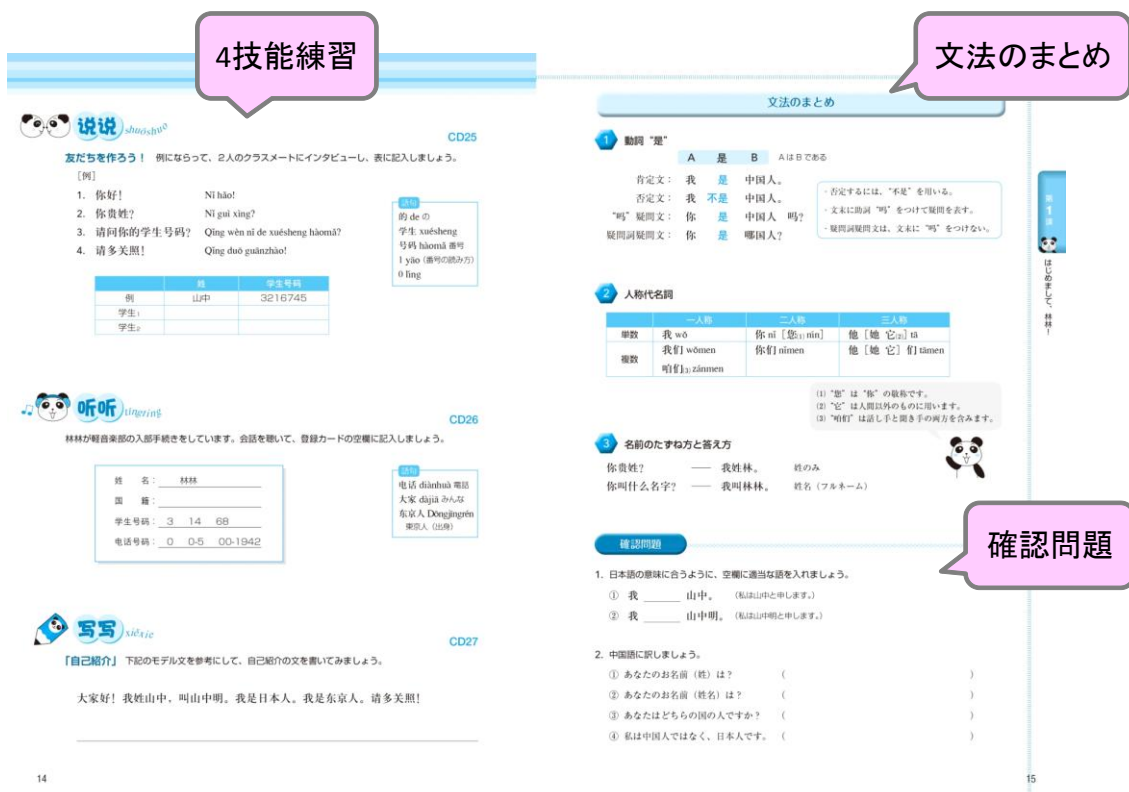 4技能練習
说说 shuōshuo
CD25
友だちを作ろう！ 例にならって、2人のクラスメートにインタビューし、表に記入しましょう。
［例］
1. 你好！ Nǐ hǎo!
2. 你贵姓？ Nǐ guì xìng?
3. 请问你的学生号码？ Qǐng wèn nǐ de xuésheng hàomǎ?
4. 请多关照！ Qǐng duō guānzhào!
語句
的 de の
学生 xuésheng
号码 hàomǎ 番号
1 yāo（番号の読み方）
0 líng
姓 学生号码
例 山中 3216745
学生1
学生2
听听 tīngtīng
CD26
林林が軽音楽部の入部手続きをしています。会話を聴いて、登録カードの空欄に記入しましょう。
姓 名： 林林
国 籍：
学生号码： 3 14 68
电话号码： 0 0-5 00-1942
語句
电话 diànhuà 電話
大家 dàjiā みんな
东京人 Dōngjīngrén
東京人（出身）
写写 xiěxie
CD27
「自己紹介」 下記のモデル文を参考にして、自己紹介の文を書いてみましょう。
大家好！我姓山中，叫山中明。我是日本人。我是东京人。请多关照！
14
文法のまとめ
文法のまとめ
1 動詞 “是”
A 是 B AはBである
肯定文： 我 是 中国人。
否定文： 我 不是 中国人。
“吗” 疑問文： 你 是 中国人 吗？
疑問詞疑問文： 你 是 哪国人？
・否定するには、“不是” を用いる。
・文末に助詞 “吗” をつけて疑問を表す。
・疑問詞疑問文は、文末に “吗” をつけない。
2 人称代名詞
一人称 二人称 三人称
単数 我 wǒ 你 nǐ［您(1) nín］ 他［她 它(2)］tā
複数 我们 wǒmen 你们 nǐmen 他［她 它］们 tāmen
咱们(3) zánmen
(1) “您” は “你” の敬称です。
(2) “它” は人間以外のものに用います。
(3) “咱们” は話し手と聞き手の両方を含みます。
3 名前のたずね方と答え方
你贵姓？ —— 我姓林。 姓のみ
你叫什么名字？ —— 我叫林林。 姓名（フルネーム）
確認問題
確認問題
1. 日本語の意味に合うように、空欄に適当な語を入れましょう。
① 我 ______ 山中。 （私は山中と申します。）
② 我 ______ 山中明。（私は山中明と申します。）
2. 中国語に訳しましょう。
① あなたのお名前（姓）は？ （ ）
② あなたのお名前（姓名）は？ （ ）
③ あなたはどちらの国の人ですか？ （ ）
④ 私は中国人ではなく、日本人です。 （ ）
第1課
はじめまして、林林！
15